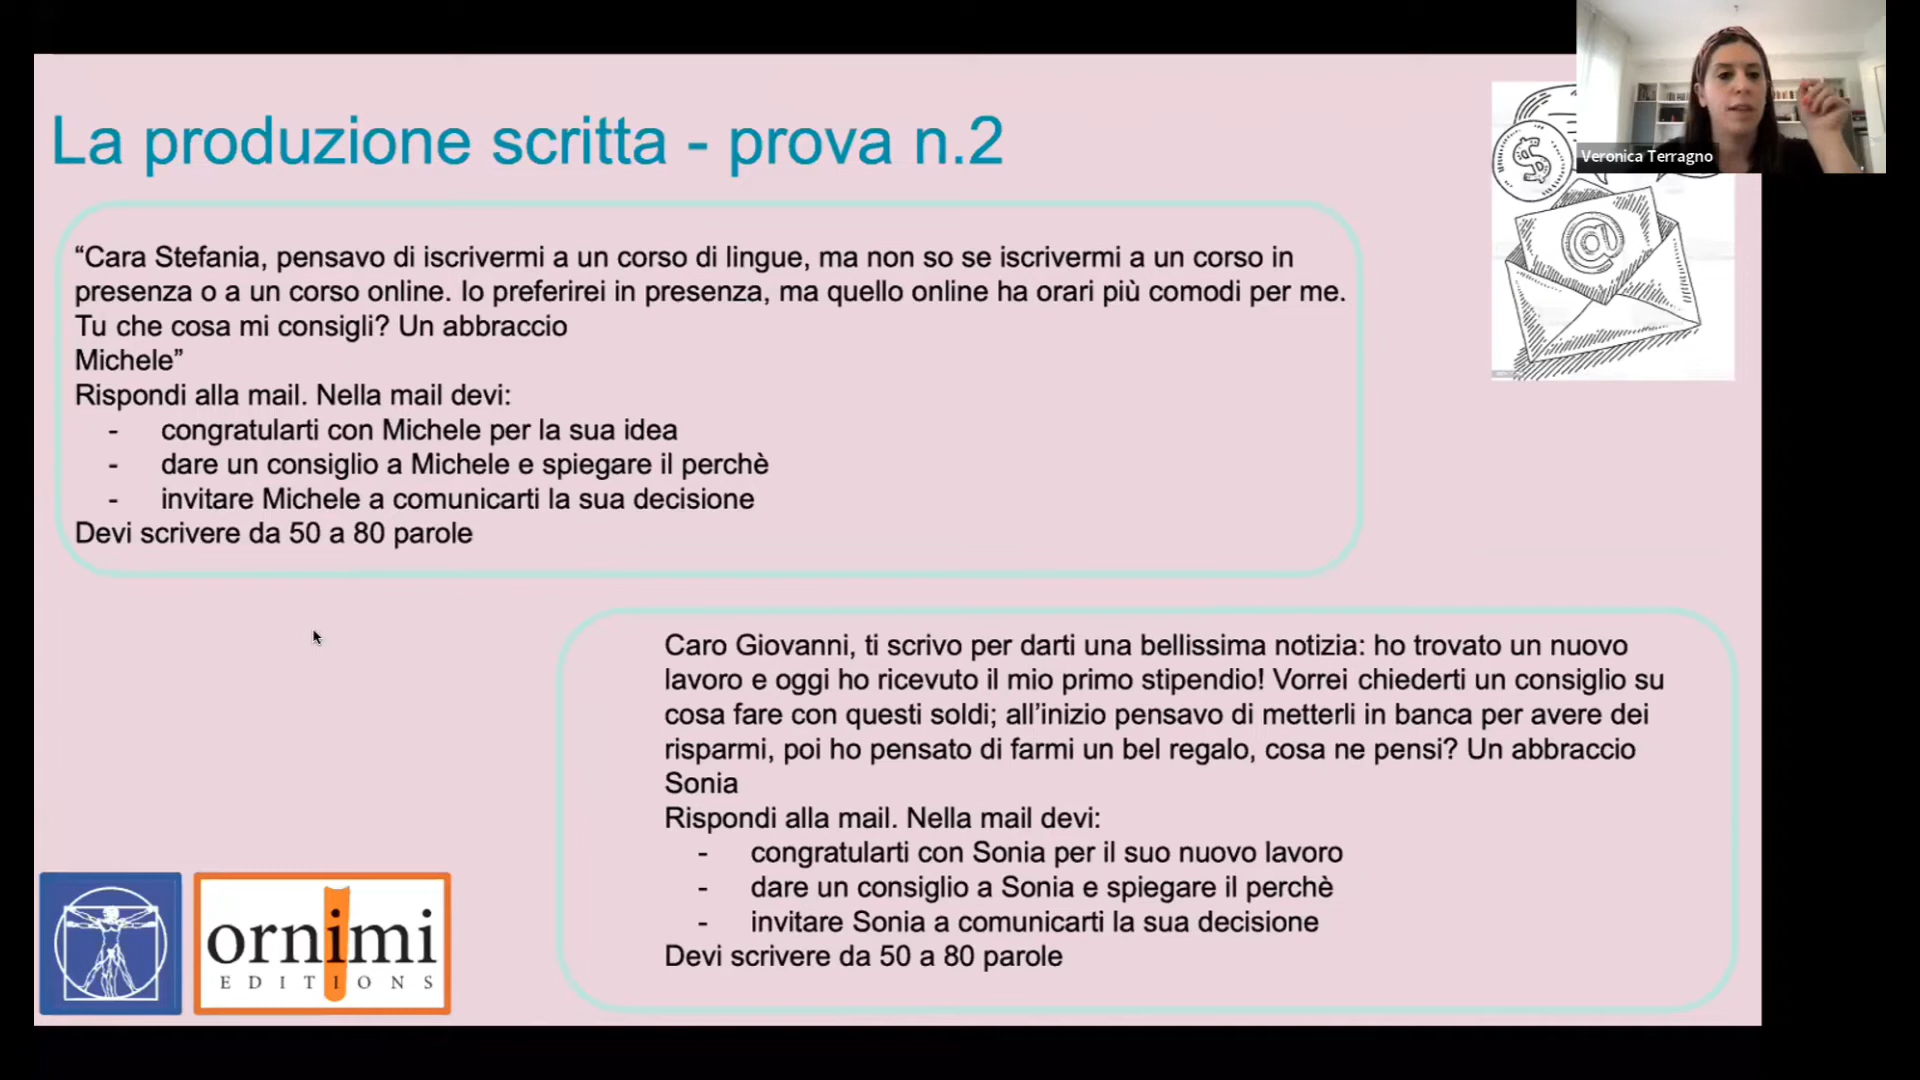 La produzione scritta - prova n.2
Veronica Terragno
“Cara Stefania, pensavo di iscrivermi a un corso di lingue, ma non so se iscrivermi a un corso in
presenza o a un corso online. Io preferirei in presenza, ma quello online ha orari più comodi per me.
Tu che cosa mi consigli? Un abbraccio
Michele”
Rispondi alla mail. Nella mail devi:
- congratularti con Michele per la sua idea
- dare un consiglio a Michele e spiegare il perchè
- invitare Michele a comunicarti la sua decisione
Devi scrivere da 50 a 80 parole
Caro Giovanni, ti scrivo per darti una bellissima notizia: ho trovato un nuovo
lavoro e oggi ho ricevuto il mio primo stipendio! Vorrei chiederti un consiglio su
cosa fare con questi soldi; all’inizio pensavo di metterli in banca per avere dei
risparmi, poi ho pensato di farmi un bel regalo, cosa ne pensi? Un abbraccio
Sonia
Rispondi alla mail. Nella mail devi:
- congratularti con Sonia per il suo nuovo lavoro
- dare un consiglio a Sonia e spiegare il perchè
- invitare Sonia a comunicarti la sua decisione
Devi scrivere da 50 a 80 parole
ornimi
EDITIONS